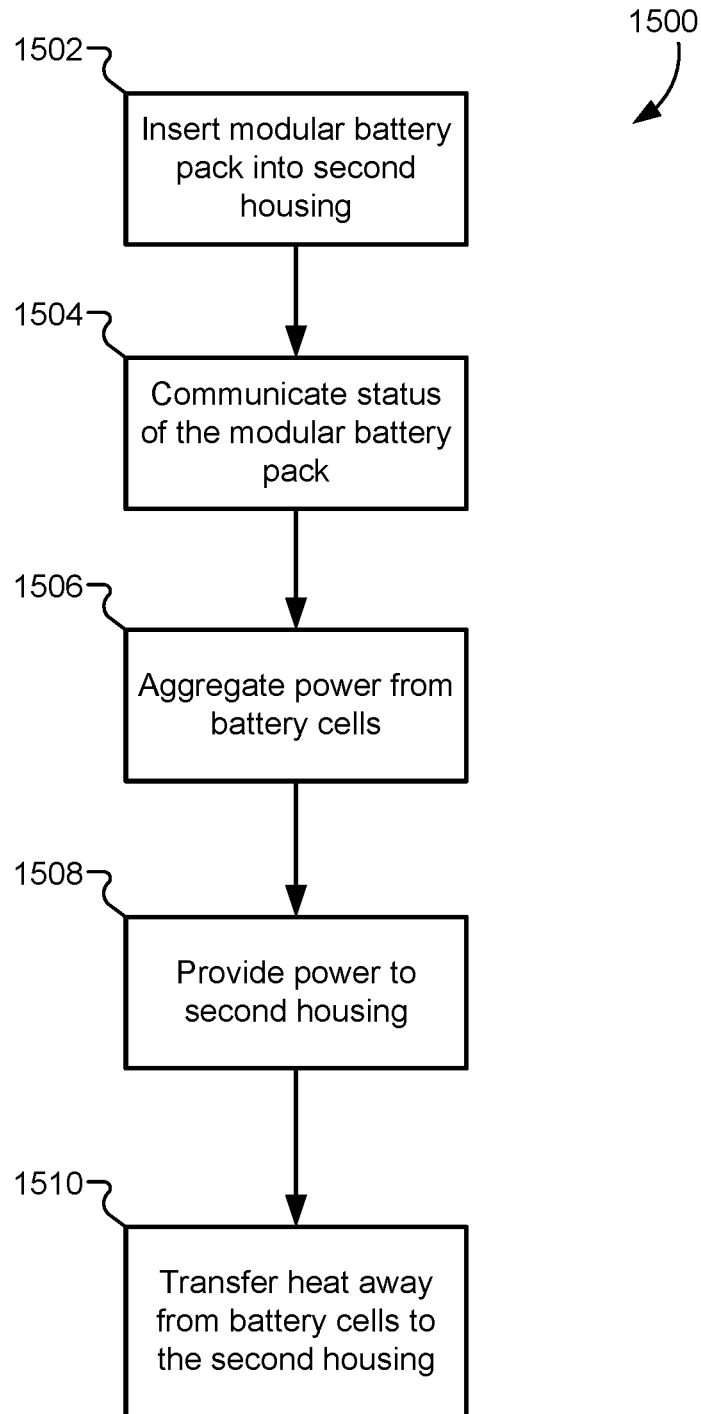 1500
1502
Insert modular battery
pack into second
housing
1504
Communicate status
of the modular battery
pack
1506
Aggregate power from
battery cells
1508
Provide power to
second housing
1510
Transfer heat away
from battery cells to
the second housing